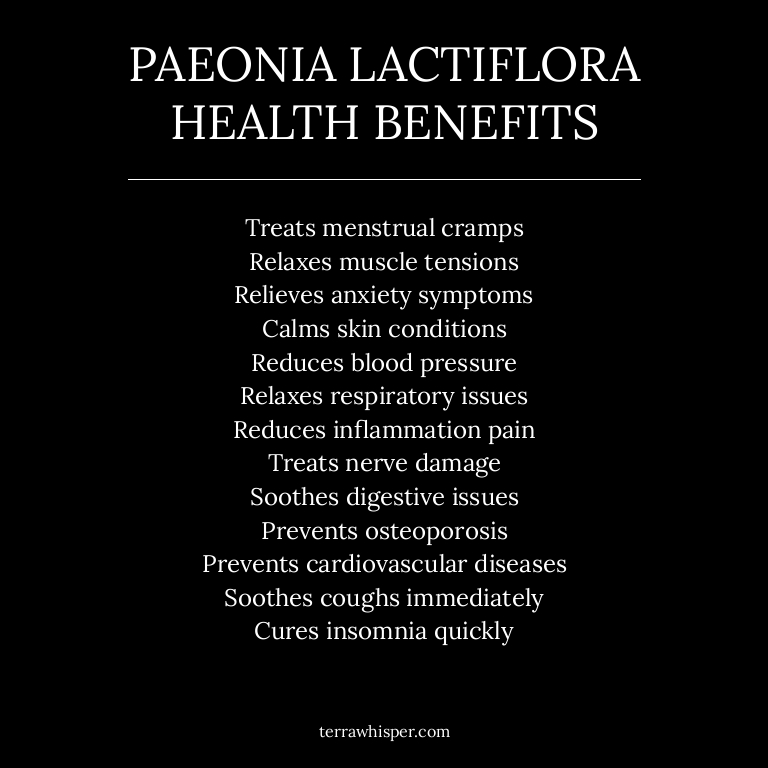 PAEONIA LACTIFLORA
HEALTH BENEFITS
Treats menstrual cramps
Relaxes muscle tensions
Relieves anxiety symptoms
Calms skin conditions
Reduces blood pressure
Relaxes respiratory issues
Reduces inflammation pain
Treats nerve damage
Soothes digestive issues
Prevents osteoporosis
Prevents cardiovascular diseases
Soothes coughs immediately
Cures insomnia quickly
terrawhisper.com